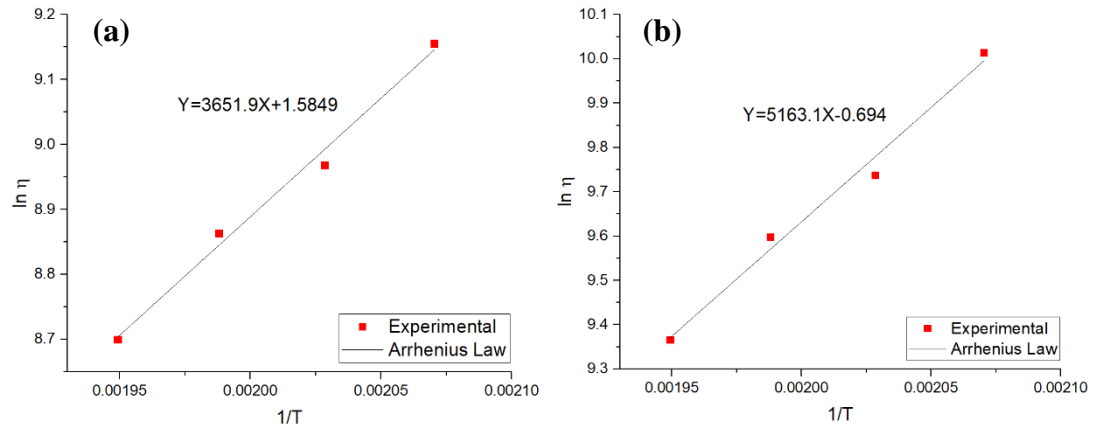 (a)
Y=3651.9X+1.5849
ln η
9.2
9.1
9.0
8.9
8.8
8.7
0.00195
0.00200
0.00205
0.00210
1/T
Experimental
Arrhenius Law
(b)
Y=5163.1X-0.694
ln η
10.1
10.0
9.9
9.8
9.7
9.6
9.5
9.4
9.3
0.00195
0.00200
0.00205
0.00210
1/T
Experimental
Arrhenius Law